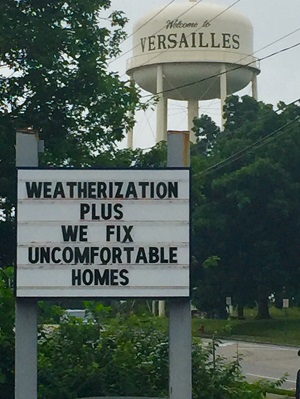 Welcome to
VERSAILLES
WEATHERIZATION
PLUS
WE FIX
UNCOMFORTABLE
HOMES